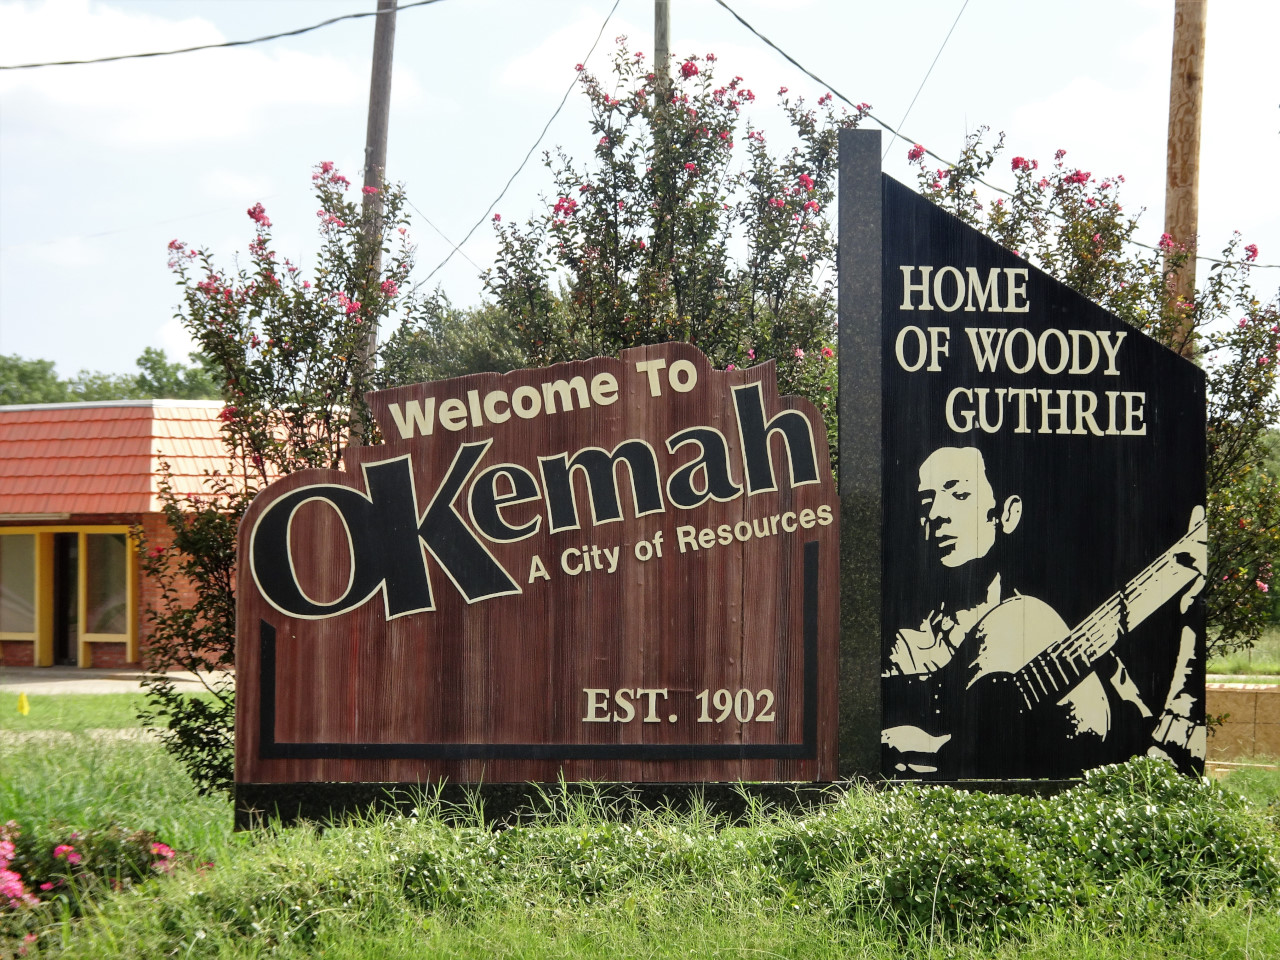 Welcome To
OKemah
A City of Resources
EST. 1902
HOME
OF WOODY
GUTHRIE